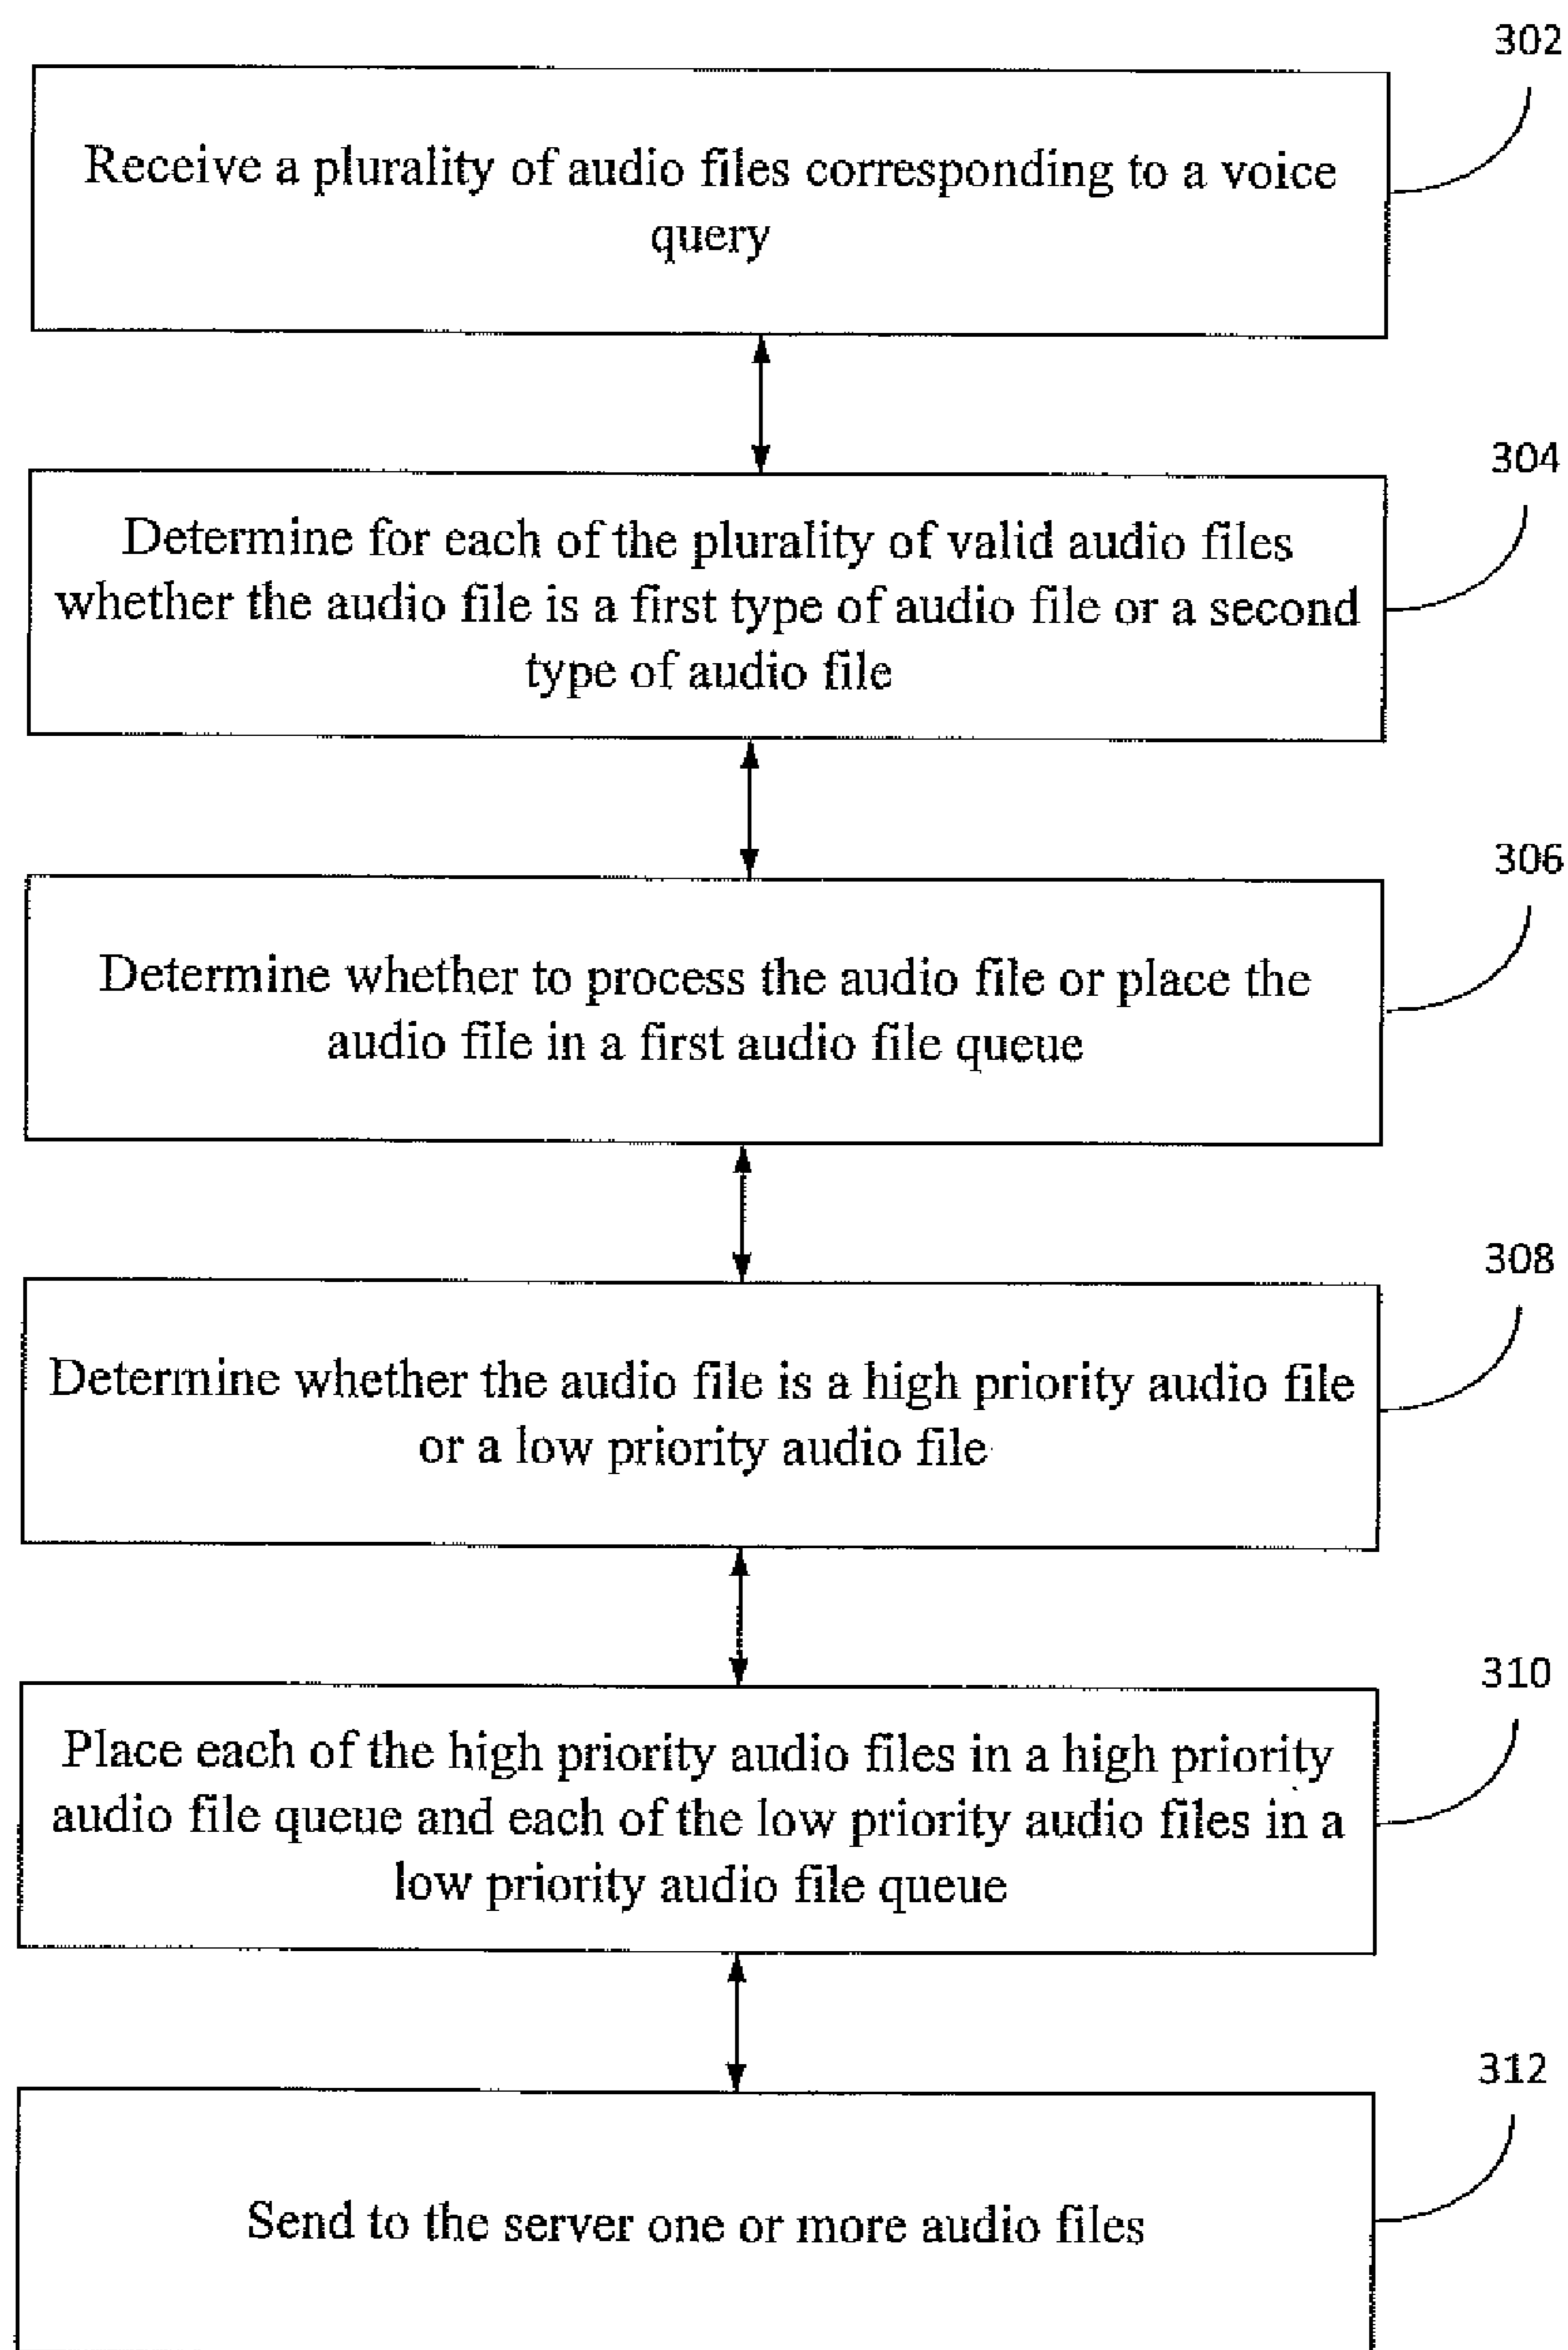 302
Receive a plurality of audio files corresponding to a voice
query
304
Determine for each of the plurality of valid audio files
whether the audio file is a first type of audio file or a second
type of audio file
306
Determine whether to process the audio file or place the
audio file in a first audio file queue
308
Determine whether the audio file is a high priority audio file
or a low priority audio file
310
Place each of the high priority audio files in a high priority
audio file queue and each of the low priority audio files in a
low priority audio file queue
312
Send to the server one or more audio files